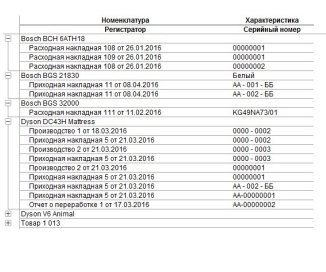 Номенклатура Характеристика
Регистратор Серийный номер
Bosch BCH 6ATH18
Расходная накладная 108 от 26.01.2016 00000001
Расходная накладная 109 от 26.01.2016 00000001
Расходная накладная 108 от 26.01.2016 00000002
Bosch BGS 21830 Белый
Приходная накладная 11 от 08.04.2016 АА - 001 - ББ
Приходная накладная 11 от 08.04.2016 АА - 002 - ББ
Bosch BGS 32000
Расходная накладная 111 от 11.02.2016 KG49NA73/01
Dyson DC43H Mattress
Производство 1 от 18.03.2016 0000 - 0002
Приходная накладная 5 от 21.03.2016 0000 - 0002
Производство 2 от 21.03.2016 0000 - 0003
Приходная накладная 5 от 21.03.2016 0000 - 0003
Производство 2 от 21.03.2016 00000001
Приходная накладная 5 от 21.03.2016 00000001
Приходная накладная 5 от 21.03.2016 АА - 002 - ББ
Приходная накладная 5 от 21.03.2016 АА-00000001
Отчет о переработке 1 от 17.03.2016 АА-00000002
Dyson V6 Animal
Товар 1 013